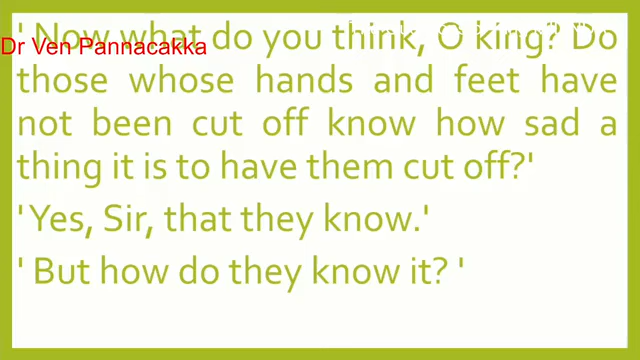 ' Now what do you think, O king? Do
Dr Ven Pannacakka
those whose hands and feet have
not been cut off know how sad a
thing it is to have them cut off?'
'Yes, Sir, that they know.'
' But how do they know it? '